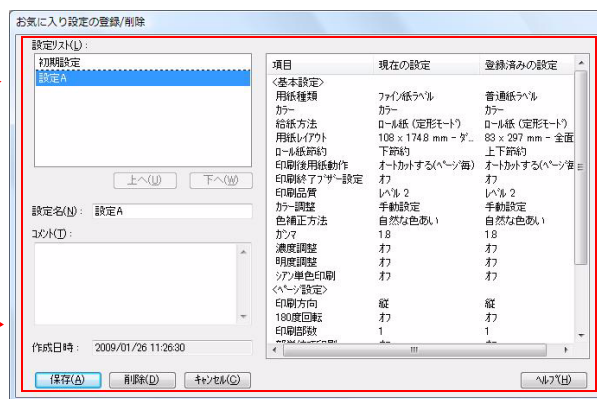 お気に入り設定の登録/削除
設定リスト(L):
初期設定
設定A
上へ(U) 下へ(W)
設定名(N): 設定A
コメント(T):
作成日時: 2009/01/26 11:26:30
項目 現在の設定 登録済みの設定
<基本設定>
用紙種類 ファイン紙ラベル 普通紙ラベル
カラー カラー カラー
給紙方法 ロール紙 (定形モード) ロール紙 (定形モード)
用紙レイアウト 108 × 174.8 mm - ダ... 83 × 297 mm - 全面
ロール紙節約 下節約 上下節約
印刷後用紙動作 オートカットする(ページ毎) オートカットする(ページ毎
印刷終了ブザー設定 オフ オフ
印刷品質 レベル 2 レベル 2
カラー調整 手動設定 手動設定
色補正方法 自然な色あい 自然な色あい
ガンマ 1.8 1.8
濃度調整 オフ オフ
明度調整 オフ オフ
シアン単色印刷 オフ オフ
<ページ設定>
印刷方向 縦 縦
180度回転 オフ オフ
印刷部数 1 1
保存(A) 削除(D) キャンセル(C) ヘルプ(H)